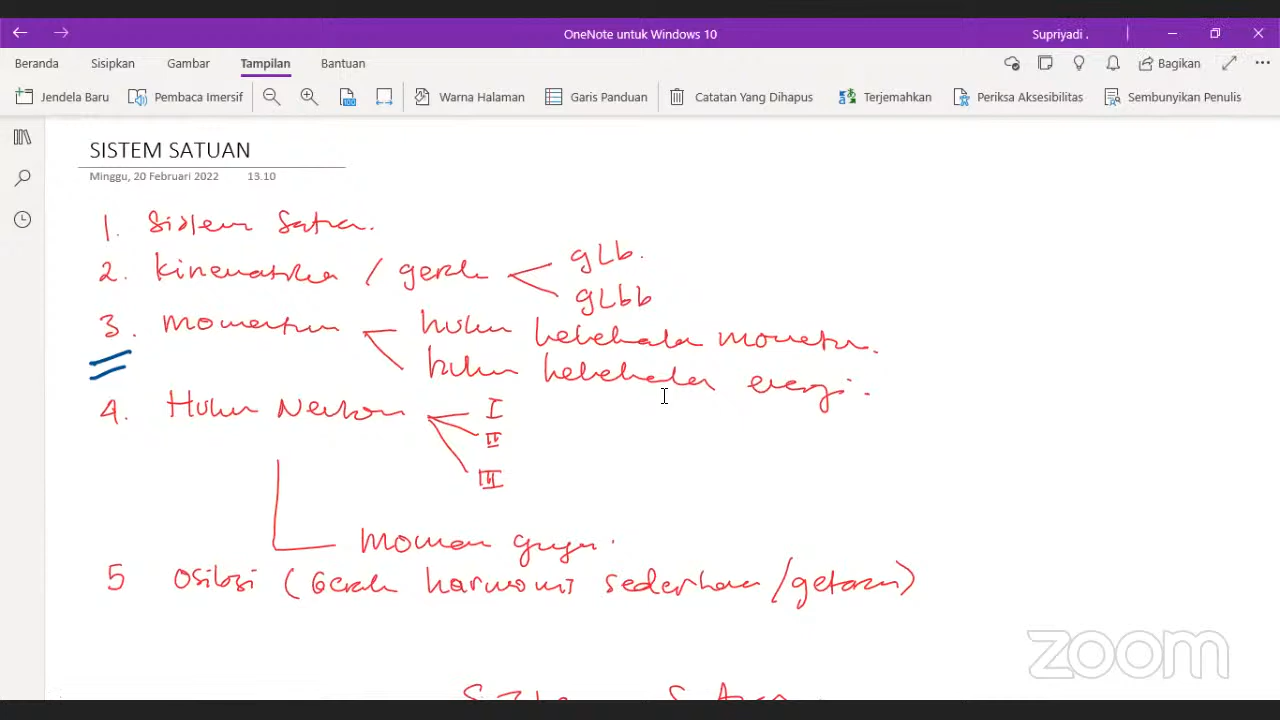 OneNote untuk Windows 10
Supriyadi .
Beranda Sisipkan Gambar Tampilan Bantuan Bagikan
Jendela Baru Pembaca Imersif Warna Halaman Garis Panduan Catatan Yang Dihapus Terjemahkan Periksa Aksesibilitas Sembunyikan Penulis
SISTEM SATUAN
Minggu, 20 Februari 2022 13.10
1. Sistem Satuan.
2. Kinematika / gerak
gLb.
gLbb
3. Momentum
hukum kekekalan momentum.
hukum kekekalan energi.
4. Hukum Newton
I
II
III
Momen gaya.
5 Osilasi (Gerak harmonis sederhana/getaran)
zoom